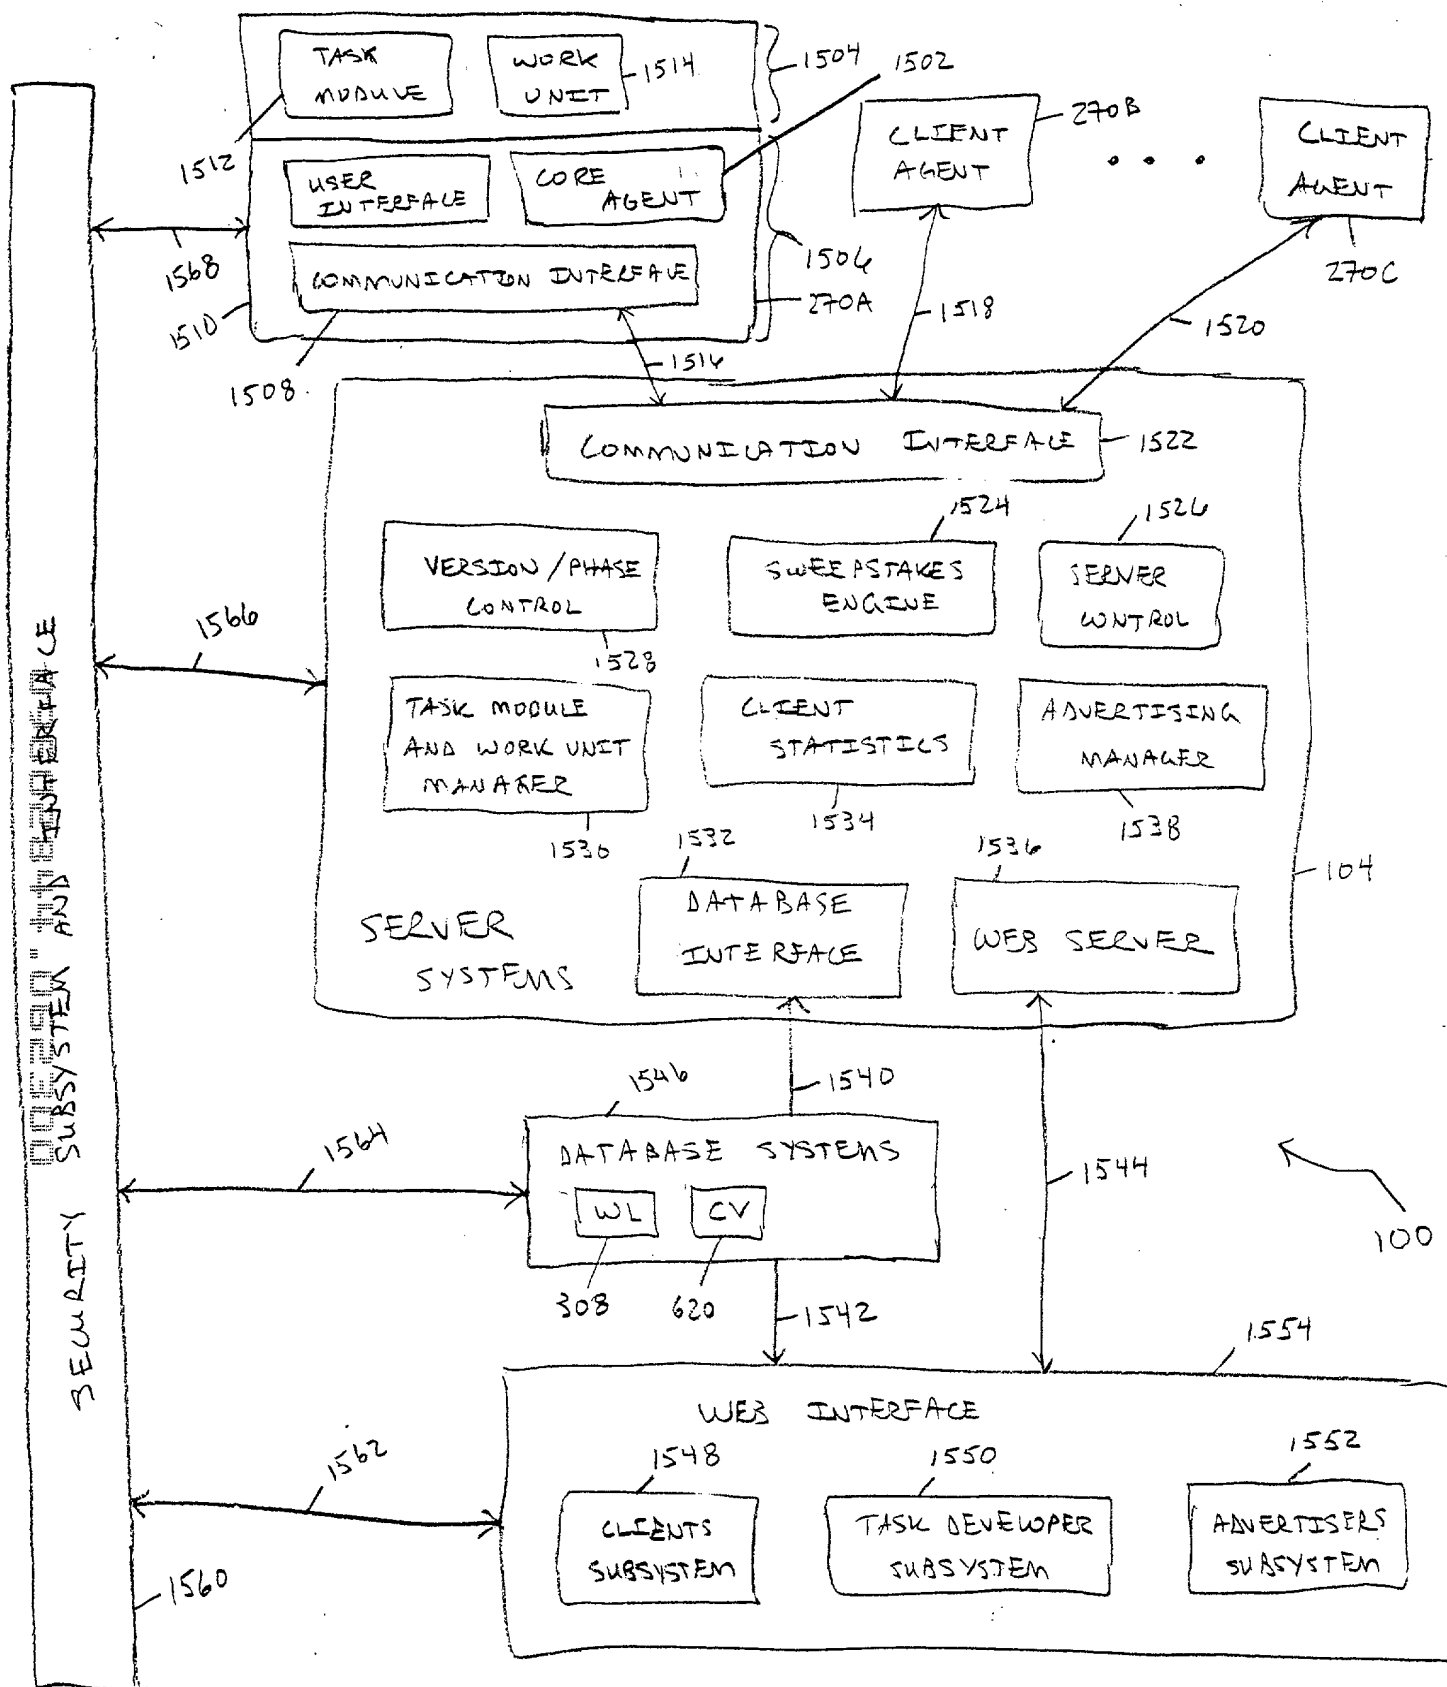 TASK
MODULE
WORK
UNIT
1514
1504
1502
1512
USER
INTERFACE
CORE
AGENT
CLIENT
AGENT
270B
. . .
CLIENT
AGENT
270C
1568
1510
COMMUNICATION INTERFACE
1506
270A
1508
1516
1518
1520
COMMUNICATION INTERFACE
1522
VERSION/PHASE
CONTROL
1528
SWEEPSTAKES
ENGINE
1524
SERVER
CONTROL
1526
1566
TASK MODULE
AND WORK UNIT
MANAGER
1530
CLIENT
STATISTICS
1534
ADVERTISING
MANAGER
1538
1532
DATABASE
INTERFACE
1536
WEB SERVER
104
SERVER
SYSTEMS
1546
1540
1544
DATABASE SYSTEMS
WL
CV
308
620
1564
1542
100
1554
WEB INTERFACE
1548
CLIENTS
SUBSYSTEM
1550
TASK DEVELOPER
SUBSYSTEM
1552
ADVERTISERS
SUBSYSTEM
1562
1560
SECURITY SUBSYSTEM AND INTERFACE